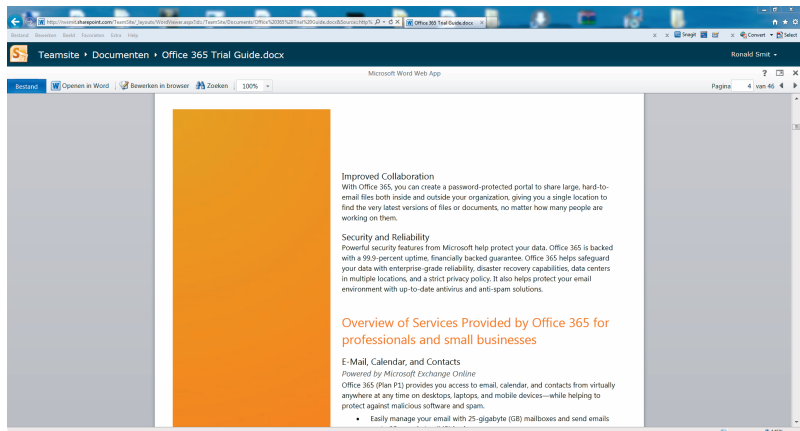 Office 365 Trial Guide.docx
Bestand Bewerken Beeld Favorieten Extra Help
Snagit
Convert
Select
Teamsite ▸ Documenten ▸ Office 365 Trial Guide.docx
Ronald Smit
Microsoft Word Web App
Bestand Openen in Word Bewerken in browser Zoeken 100%
Pagina 4 van 46
Improved Collaboration
With Office 365, you can create a password-protected portal to share large, hard-to-
email files both inside and outside your organization, giving you a single location to
find the very latest versions of files or documents, no matter how many people are
working on them.
Security and Reliability
Powerful security features from Microsoft help protect your data. Office 365 is backed
with a 99.9-percent uptime, financially backed guarantee. Office 365 helps safeguard
your data with enterprise-grade reliability, disaster recovery capabilities, data centers
in multiple locations, and a strict privacy policy. It also helps protect your email
environment with up-to-date antivirus and anti-spam solutions.
Overview of Services Provided by Office 365 for
professionals and small businesses
E-Mail, Calendar, and Contacts
Powered by Microsoft Exchange Online
Office 365 (Plan P1) provides you access to email, calendar, and contacts from virtually
anywhere at any time on desktops, laptops, and mobile devices—while helping to
protect against malicious software and spam.
• Easily manage your email with 25-gigabyte (GB) mailboxes and send emails